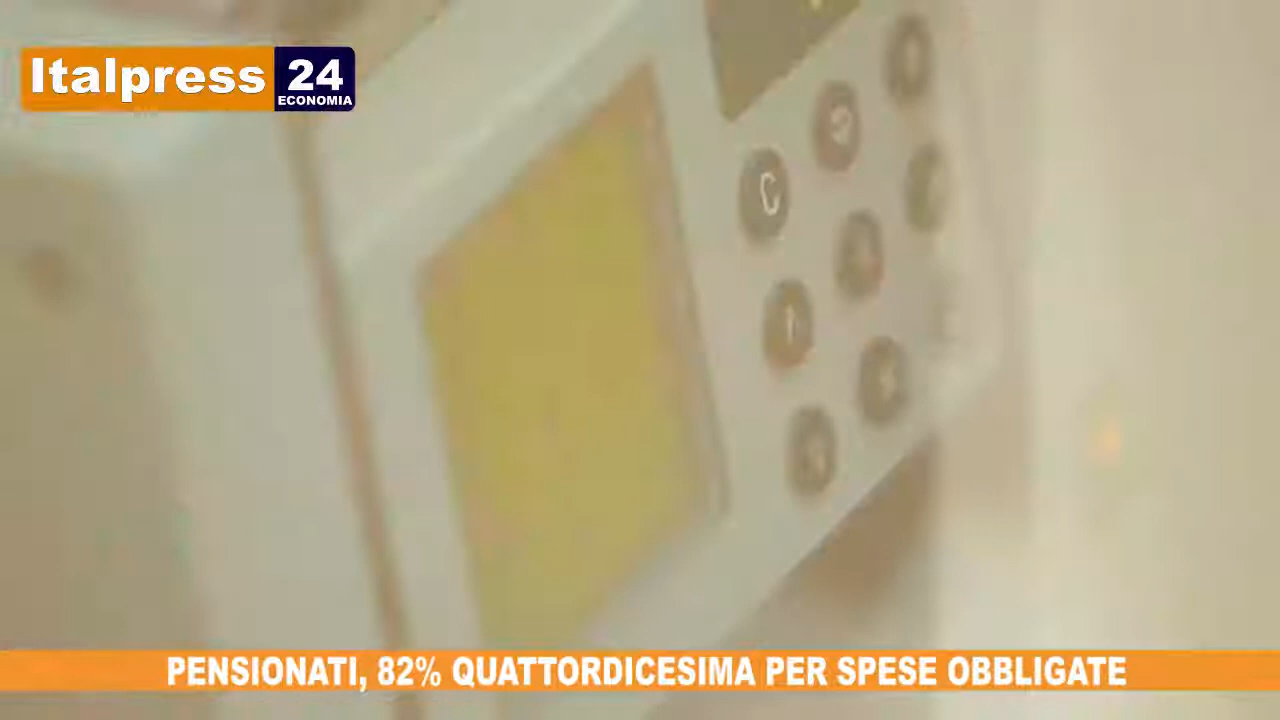 Italpress 24
ECONOMIA
C
PENSIONATI, 82% QUATTORDICESIMA PER SPESE OBBLIGATE